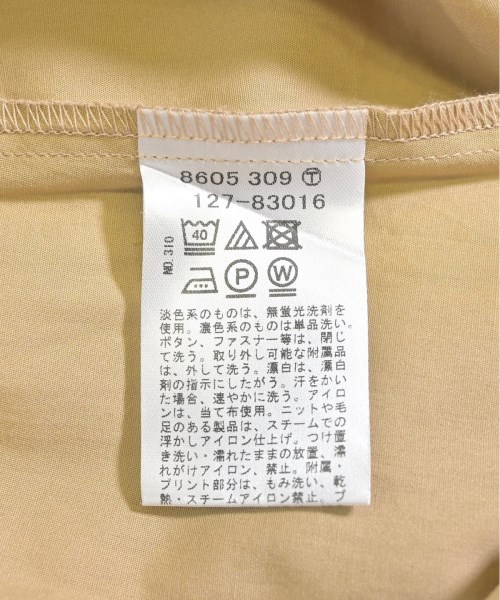 8605 309 Ⓣ
127-83016
NO.310
40
P W
淡色系のものは、無蛍光洗剤を
使用。濃色系のものは単品洗い。
ボタン、ファスナー等は、閉じ
て洗う。取り外し可能な附属品
は、外して洗う。漂白は、漂白
剤の指示にしたがう。汗をかい
た場合、速やかに洗う。アイロ
ンは、当て布使用。ニットや毛
足のある製品は、スチームでの
浮かしアイロン仕上げ。つけ置
き洗い・濡れたままの放置、濡
れがけアイロン、禁止。附属・
プリント部分は、もみ洗い、乾
熱・スチームアイロン禁止。プ